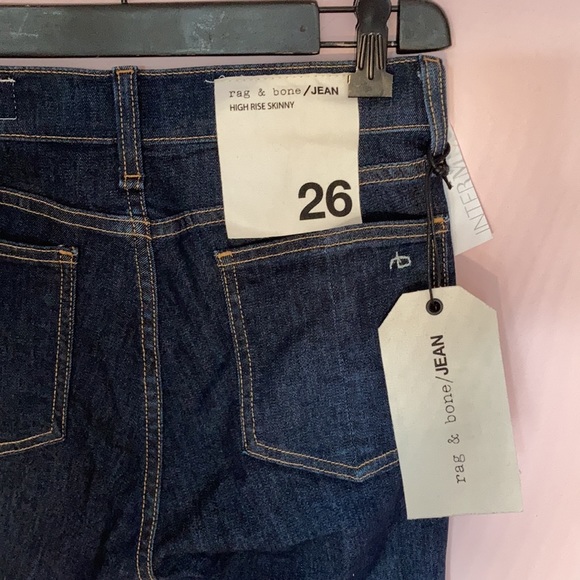 rag & bone/JEAN
HIGH RISE SKINNY
26
rag & bone/JEAN